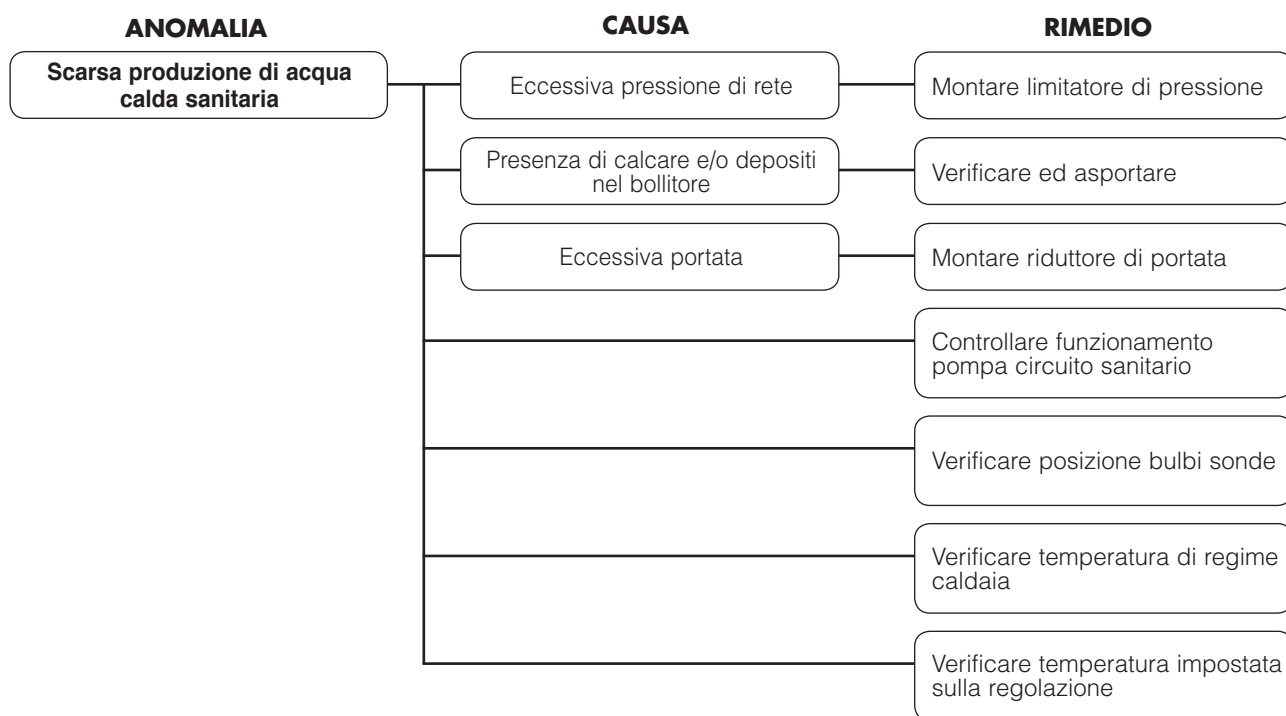 ANOMALIA
CAUSA
RIMEDIO
Scarsa produzione di acqua
calda sanitaria
Eccessiva pressione di rete
Montare limitatore di pressione
Presenza di calcare e/o depositi
nel bollitore
Verificare ed asportare
Eccessiva portata
Montare riduttore di portata
Controllare funzionamento
pompa circuito sanitario
Verificare posizione bulbi sonde
Verificare temperatura di regime
caldaia
Verificare temperatura impostata
sulla regolazione